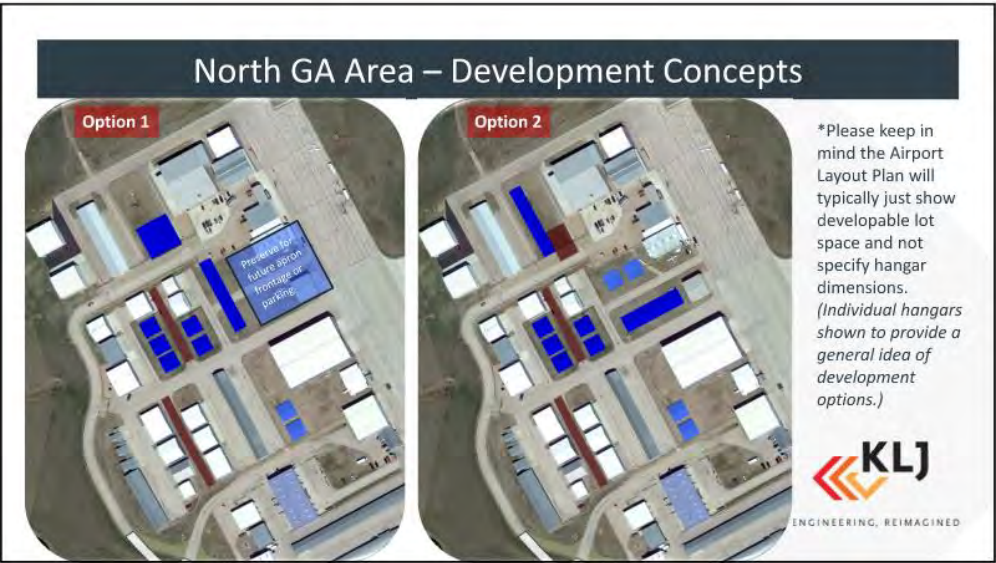 North GA Area – Development Concepts
Option 1
Preserve for
future apron
frontage or
parking.
Option 2
*Please keep in
mind the Airport
Layout Plan will
typically just show
developable lot
space and not
specify hangar
dimensions.
(Individual hangars
shown to provide a
general idea of
development
options.)
KLJ
ENGINEERING, REIMAGINED